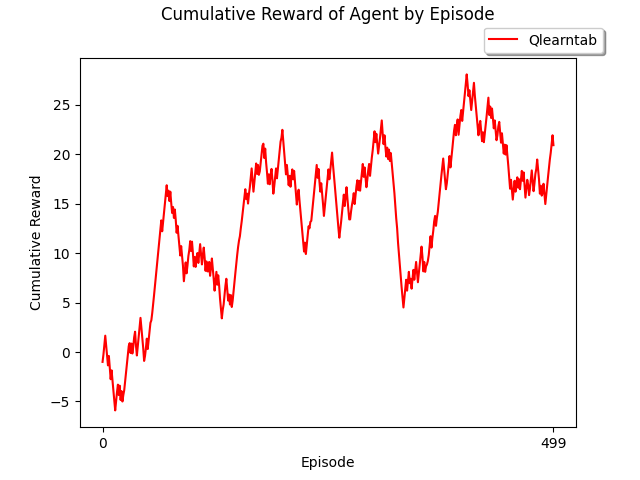 Cumulative Reward of Agent by Episode
Qlearntab
25
20
15
10
5
0
−5
Cumulative Reward
0
499
Episode